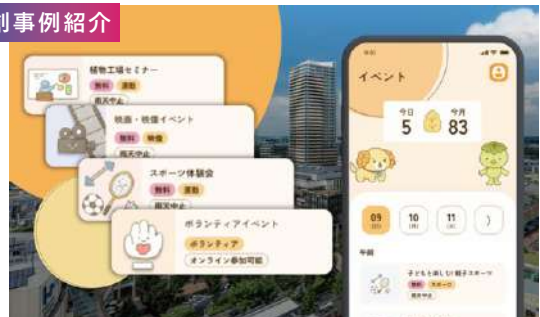 事例紹介
植物工場セミナー
無料 運動
雨天中止
映画・映像イベント
無料 映像
雨天中止
スポーツ体験会
無料 運動
雨天中止
ボランティアイベント
ボランティア
オンライン参加可能
イベント
今日 今月
5 83
09 10 11
午前
子どもと楽しむ!親子スポーツ
無料 スポーツ
雨天中止